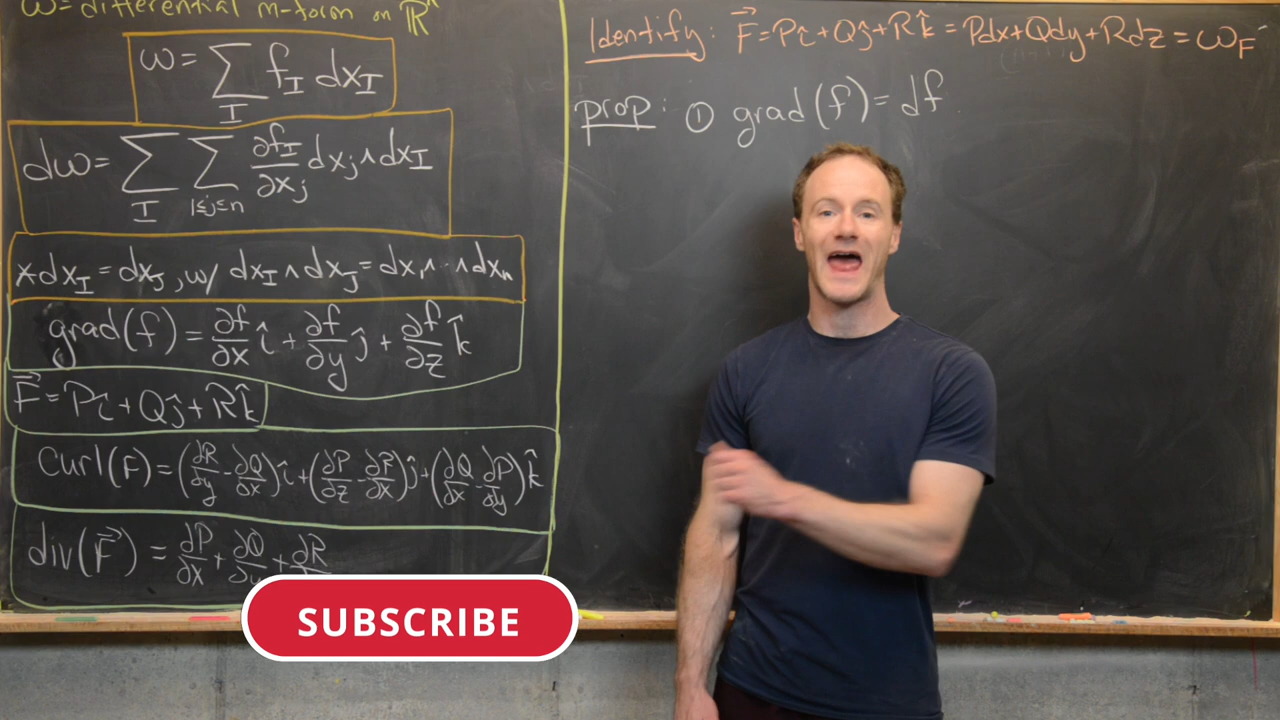 ω = differential m-form on ℝⁿ
ω = ∑_I f_I dx_I
dω = ∑_I ∑_{1≤j≤n} ∂f_I/∂x_j dx_j ∧ dx_I
*dx_I = dx_J, w/ dx_I ∧ dx_J = dx₁ ∧ ·· ∧ dx_n
grad(f) = ∂f/∂x î + ∂f/∂y ĵ + ∂f/∂z k̂
F⃗ = Pî + Qĵ + Rk̂
Curl(F) = (∂R/∂y - ∂Q/∂x)î + (∂P/∂z - ∂R/∂x)ĵ + (∂Q/∂x - ∂P/∂y)k̂
div(F⃗) = ∂P/∂x + ∂Q/∂y + ∂R
Identify: F⃗ = Pî + Qĵ + Rk̂ = Pdx + Qdy + Rdz = ω_F
prop: ① grad(f) = df
SUBSCRIBE